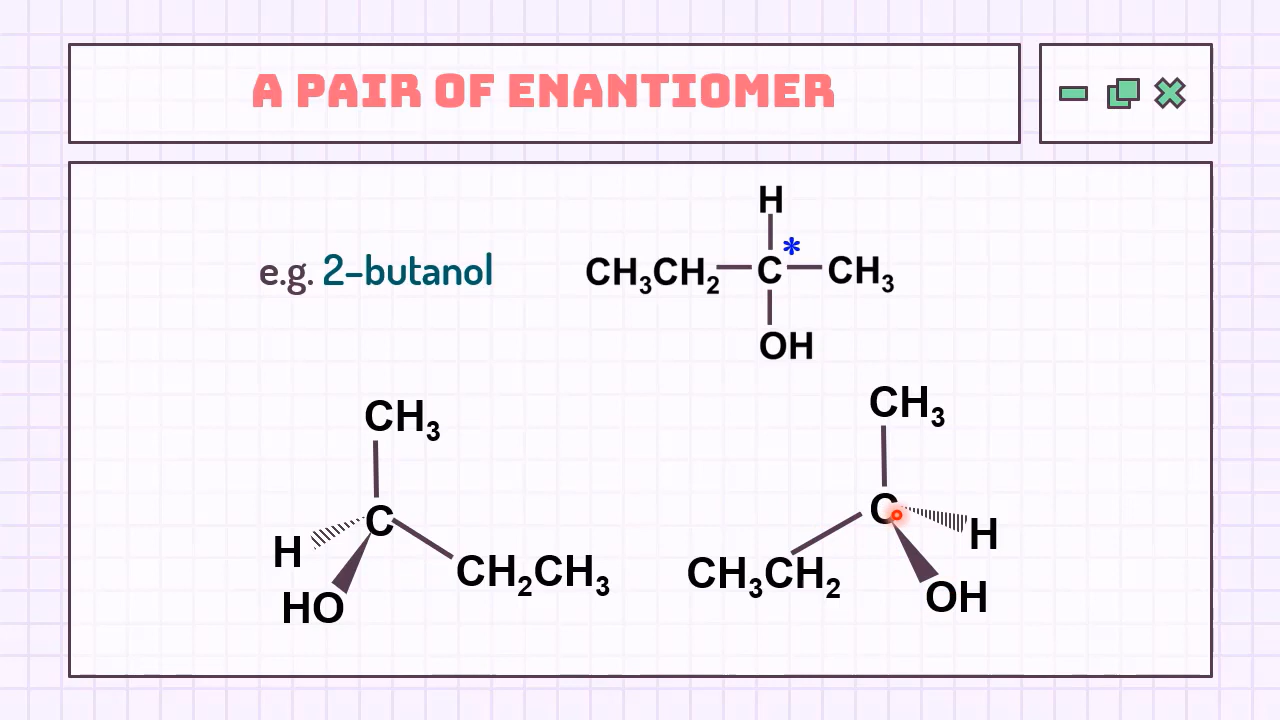 A PAIR OF ENANTIOMER
e.g. 2-butanol
H
CH₃CH₂ C * CH₃
OH
CH₃
C
H
HO
CH₂CH₃
CH₃
C
H
CH₃CH₂
OH